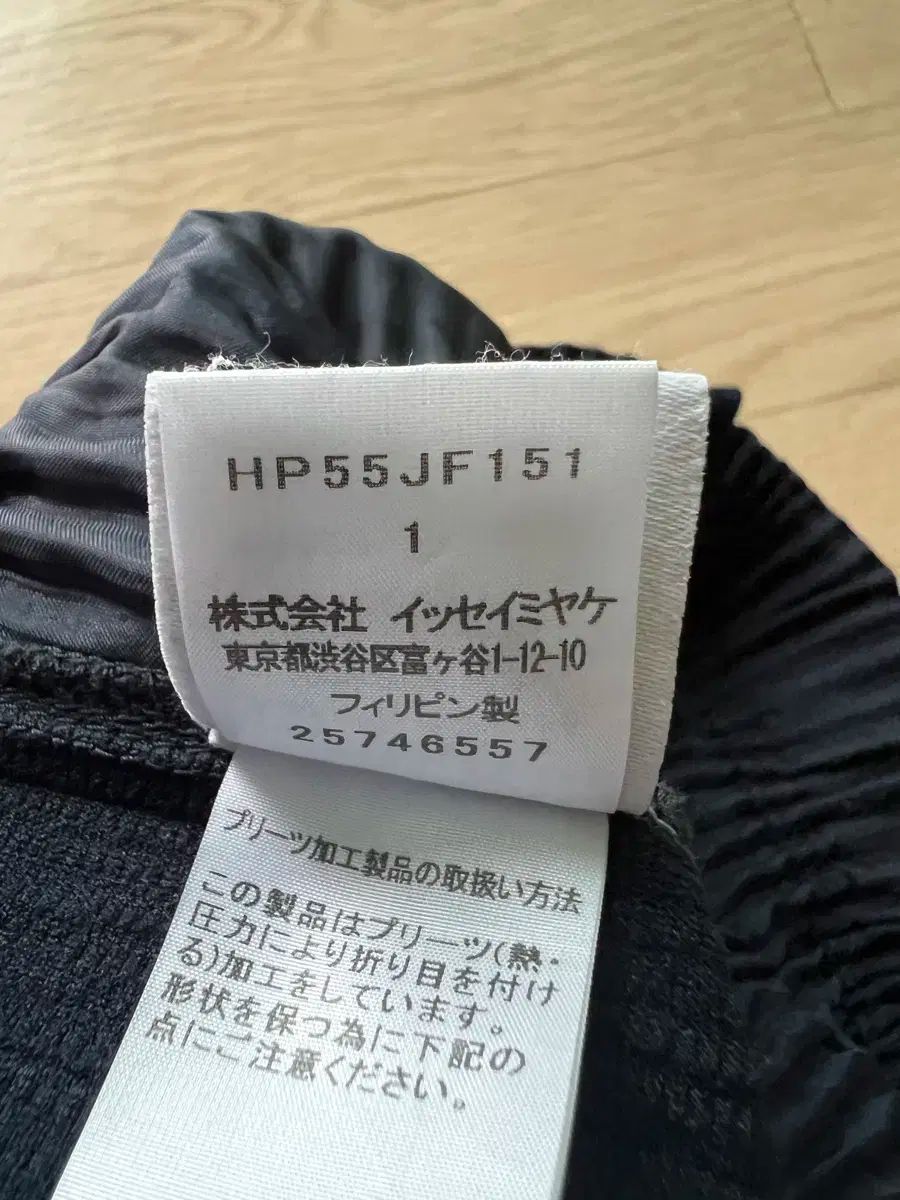 HP55JF151
1
株式会社 イッセイミヤケ
東京都渋谷区富ヶ谷1-12-10
フィリピン製
25746557
プリーツ加工製品の取扱い方法
この製品はプリーツ(熱・
圧力により折り目を付け
る)加工をしています。
形状を保つ為に下記の
点にご注意ください。